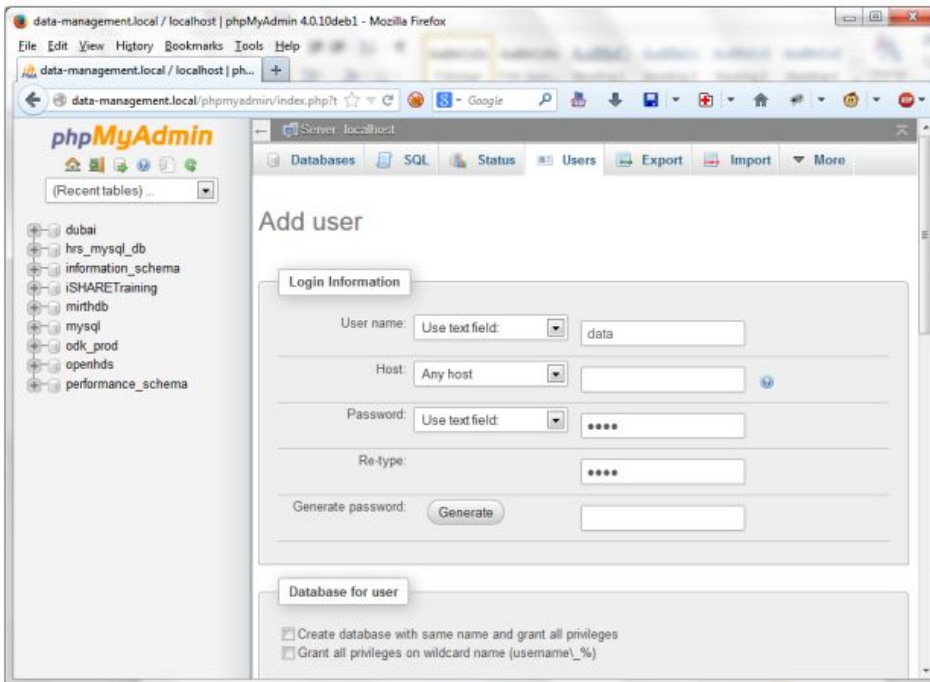 data-management.local / localhost | phpMyAdmin 4.0.10deb1 - Mozilla Firefox
File Edit View History Bookmarks Tools Help
data-management.local / localhost | ph...
data-management.local/phpmyadmin/index.php?t
Google
phpMyAdmin
(Recent tables) ...
dubai
hrs_mysql_db
information_schema
iSHARETraining
mirthdb
mysql
odk_prod
openhds
performance_schema
Server: localhost
Databases SQL Status Users Export Import More
Add user
Login Information
User name: Use text field: data
Host: Any host
Password: Use text field: ••••
Re-type: ••••
Generate password: Generate
Database for user
Create database with same name and grant all privileges
Grant all privileges on wildcard name (username\_%)